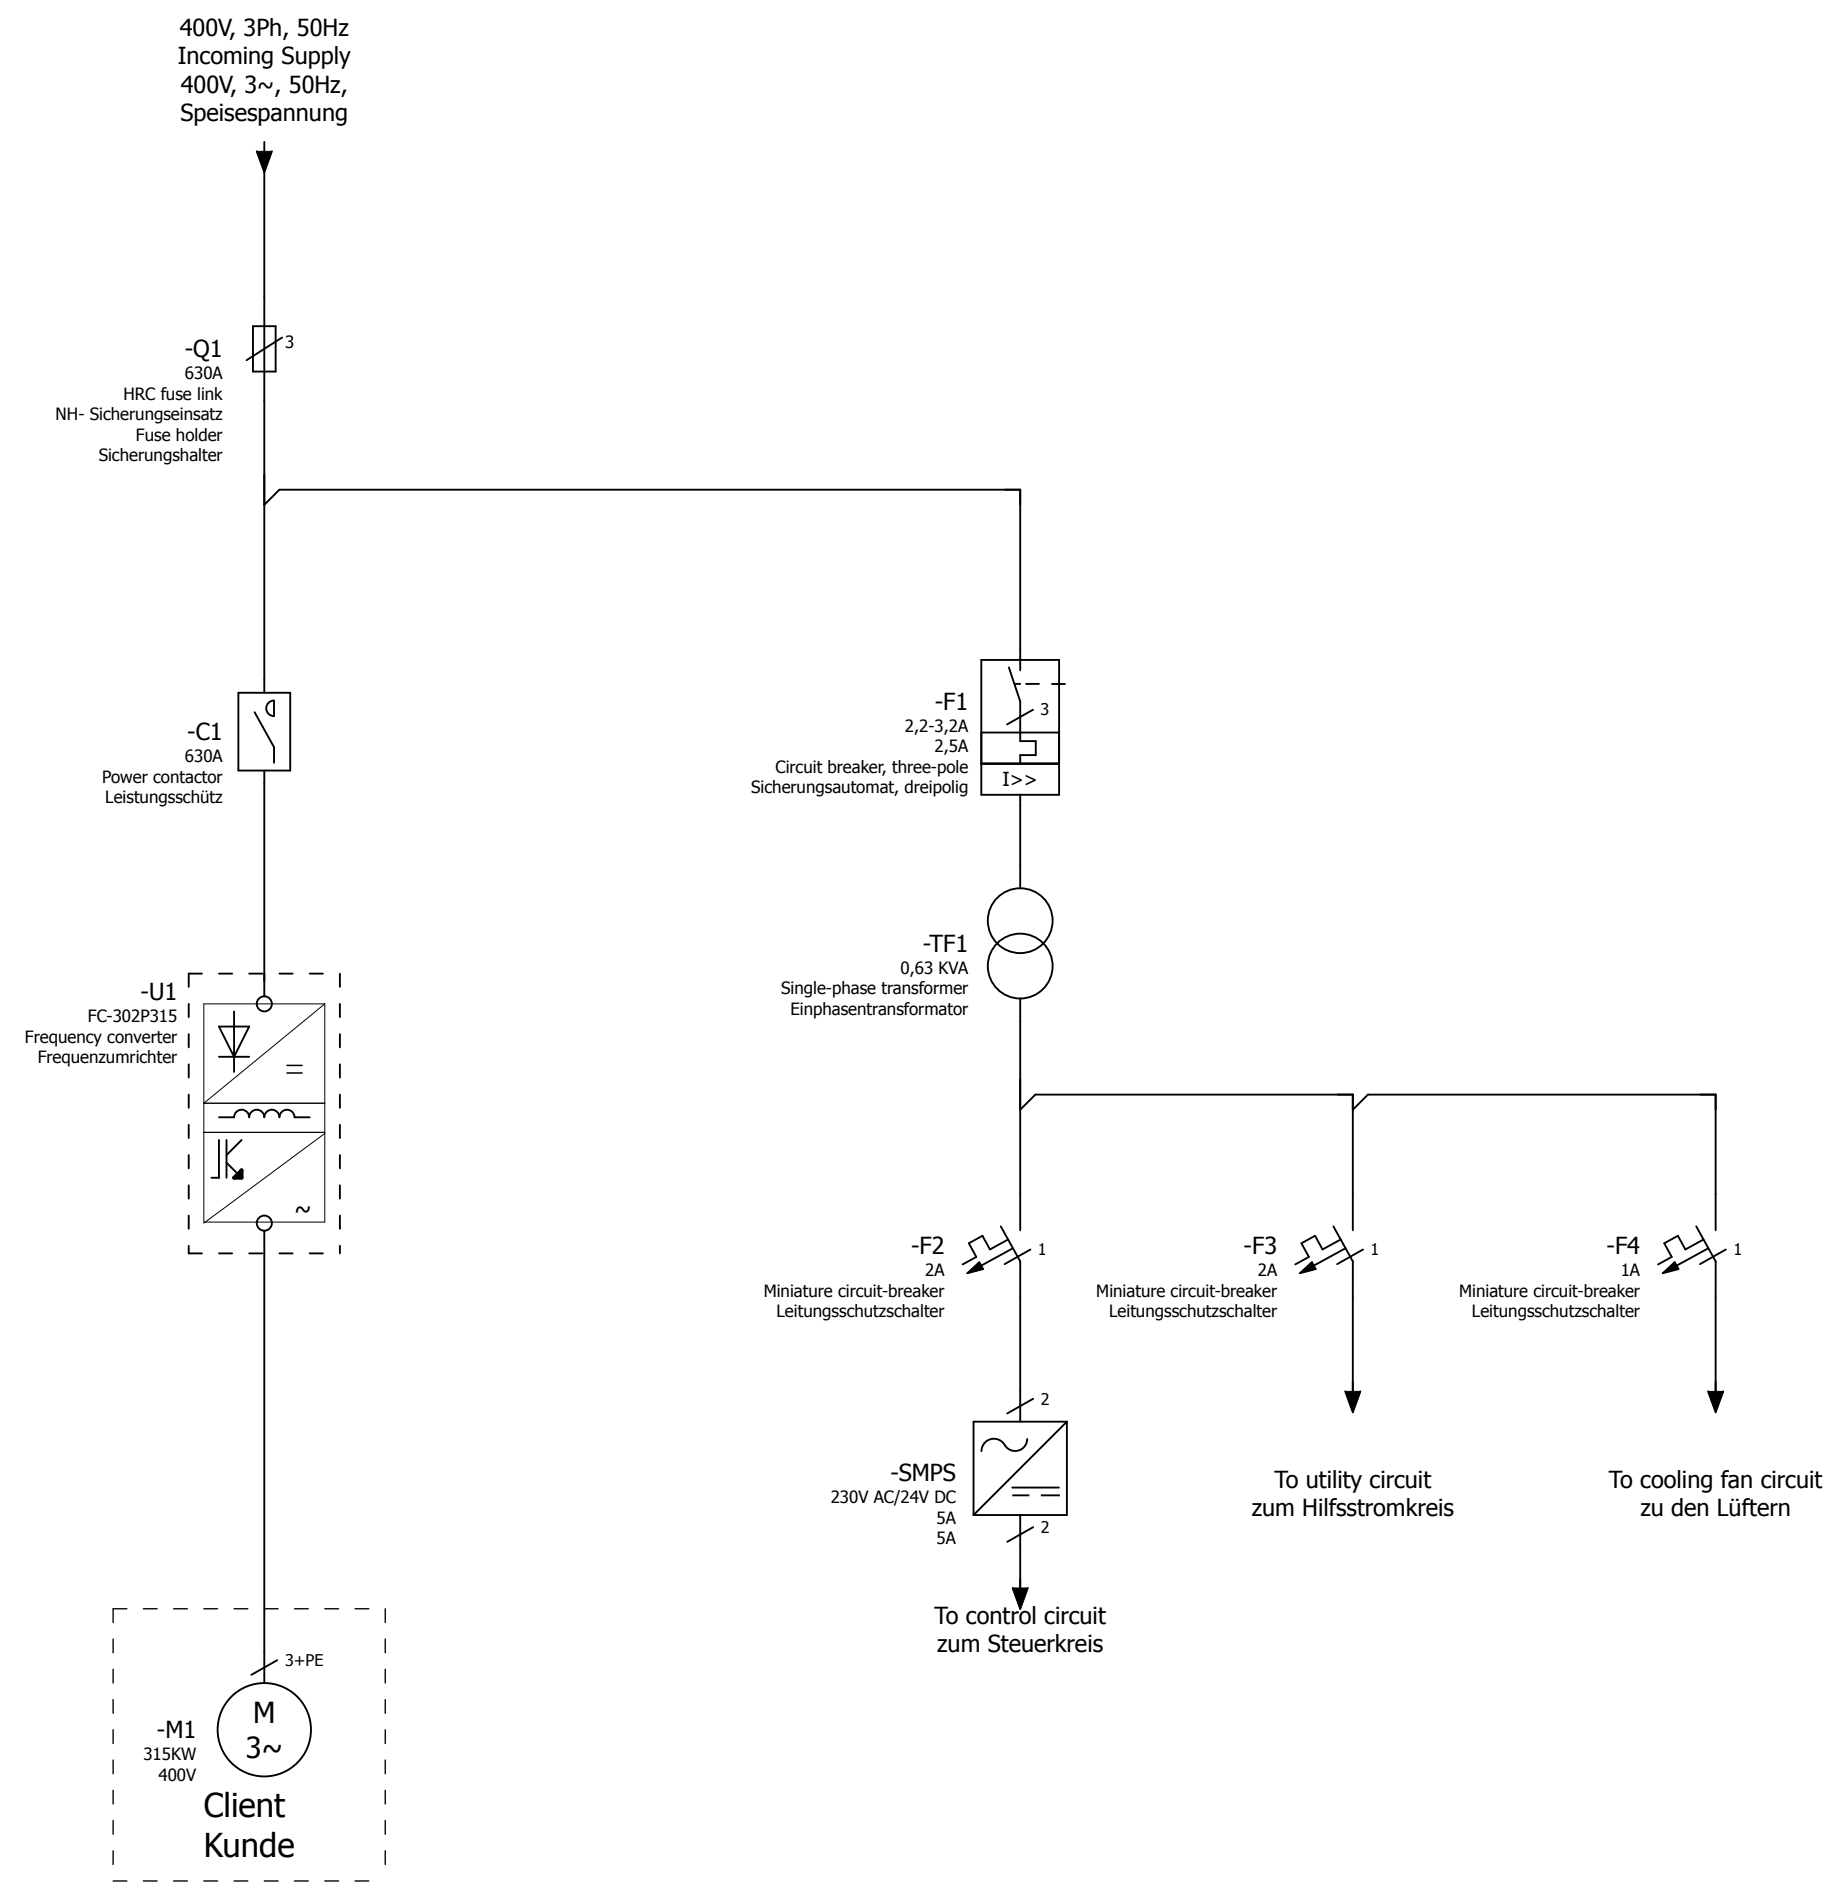 400V, 3Ph, 50Hz
Incoming Supply
400V, 3~, 50Hz,
Speisespannung
-Q1
3
630A
HRC fuse link
NH- Sicherungseinsatz
Fuse holder
Sicherungshalter
-C1
630A
Power contactor
Leistungsschütz
-F1
3
2,2-3,2A
2,5A
Circuit breaker, three-pole
Sicherungsautomat, dreipolig
I>>
-TF1
0,63 KVA
Single-phase transformer
Einphasentransformator
-U1
FC-302P315
Frequency converter
Frequenzumrichter
=
~
-F2
1
2A
Miniature circuit-breaker
Leitungsschutzschalter
-F3
1
2A
Miniature circuit-breaker
Leitungsschutzschalter
-F4
1
1A
Miniature circuit-breaker
Leitungsschutzschalter
2
-SMPS
230V AC/24V DC
5A
5A
2
To control circuit
zum Steuerkreis
To utility circuit
zum Hilfsstromkreis
To cooling fan circuit
zu den Lüftern
3+PE
M
3~
-M1
315KW
400V
Client
Kunde